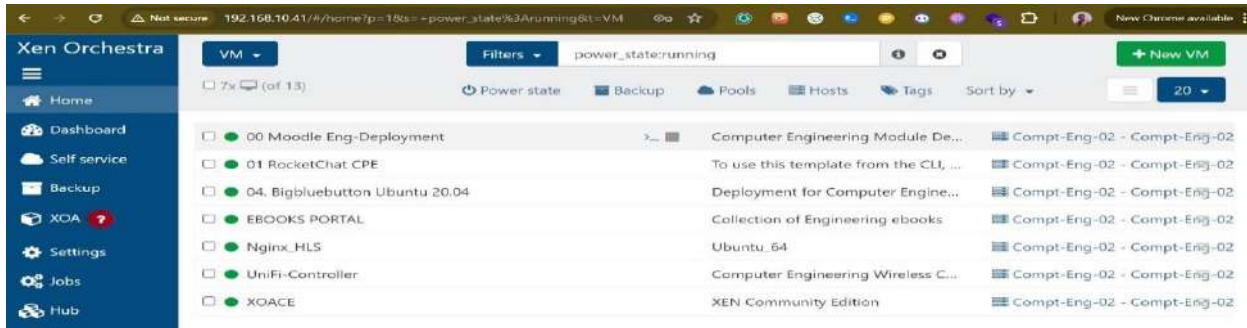 Not secure 192.168.10.41/#/home?p=1&s=+power_state%3Arunning&t=VM New Chrome available
Xen Orchestra
VM
Filters
power_state:running
+ New VM
7x (of 13)
Power state
Backup
Pools
Hosts
Tags
Sort by
20
Home
Dashboard
Self service
Backup
XOA ?
Settings
Jobs
Hub
00 Moodle Eng-Deployment >_ Computer Engineering Module De... Compt-Eng-02 - Compt-Eng-02
01 RocketChat CPE To use this template from the CLI, ... Compt-Eng-02 - Compt-Eng-02
04. Bigbluebutton Ubuntu 20.04 Deployment for Computer Engine... Compt-Eng-02 - Compt-Eng-02
EBOOKS PORTAL Collection of Engineering ebooks Compt-Eng-02 - Compt-Eng-02
Nginx_HLS Ubuntu_64 Compt-Eng-02 - Compt-Eng-02
UniFi-Controller Computer Engineering Wireless C... Compt-Eng-02 - Compt-Eng-02
XOACE XEN Community Edition Compt-Eng-02 - Compt-Eng-02